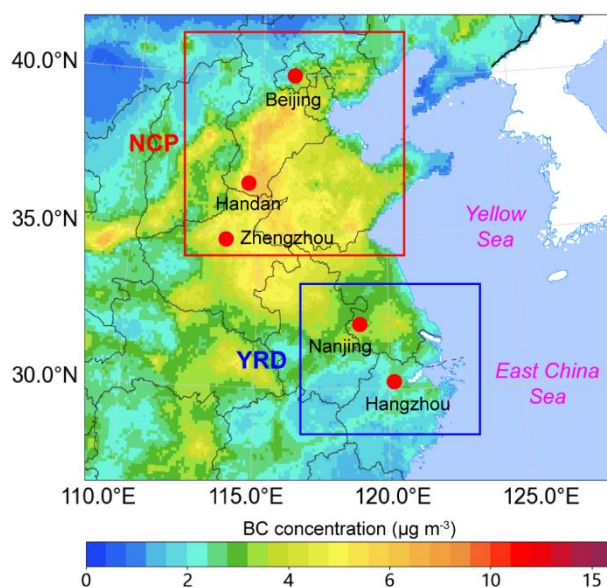 40.0°N
Beijing
NCP
Handan
35.0°N
Zhengzhou
Yellow
Sea
YRD
Nanjing
30.0°N
Hangzhou
East China
Sea
110.0°E 115.0°E 120.0°E 125.0°E
BC concentration (µg m⁻³)
0 2 4 6 10 15